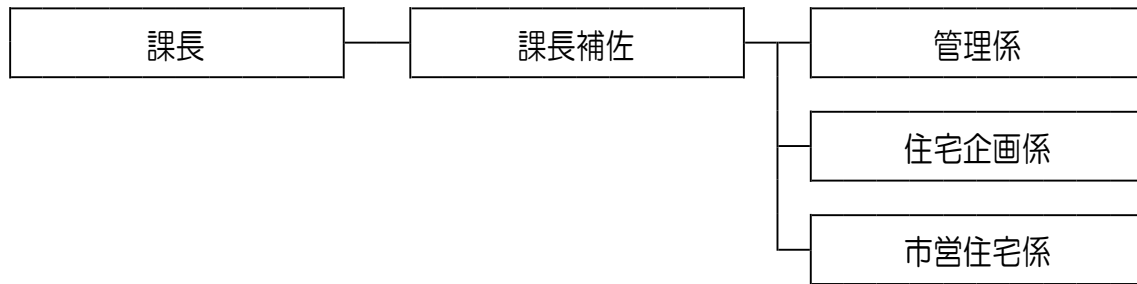 課長
課長補佐
管理係
住宅企画係
市営住宅係